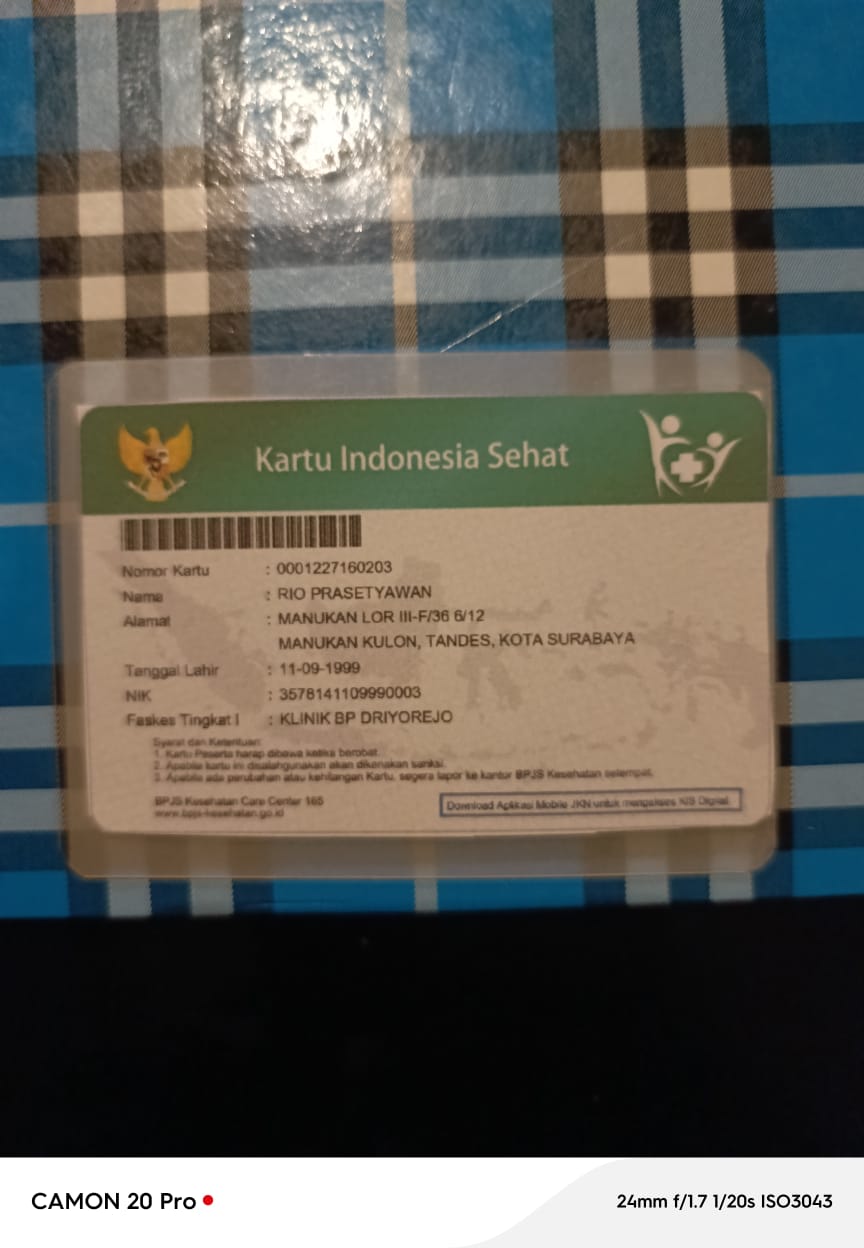 Kartu Indonesia Sehat
Nomor Kartu : 0001227160203
Nama : RIO PRASETYAWAN
Alamat : MANUKAN LOR III-F/36 6/12
MANUKAN KULON, TANDES, KOTA SURABAYA
Tanggal Lahir : 11-09-1999
NIK : 3578141109990003
Faskes Tingkat I : KLINIK BP DRIYOREJO
Syarat dan Ketentuan
1. Kartu Peserta harap dibawa ketika berobat.
2. Apabila kartu ini disalahgunakan akan dikenakan sanksi.
3. Apabila ada perubahan atau kehilangan Kartu, segera lapor ke kantor BPJS Kesehatan setempat.
BPJS Kesehatan Care Center 165
www.bpjs-kesehatan.go.id
Download Aplikasi Mobile JKN untuk mengakses KIS Digital
CAMON 20 Pro
24mm f/1.7 1/20s ISO3043